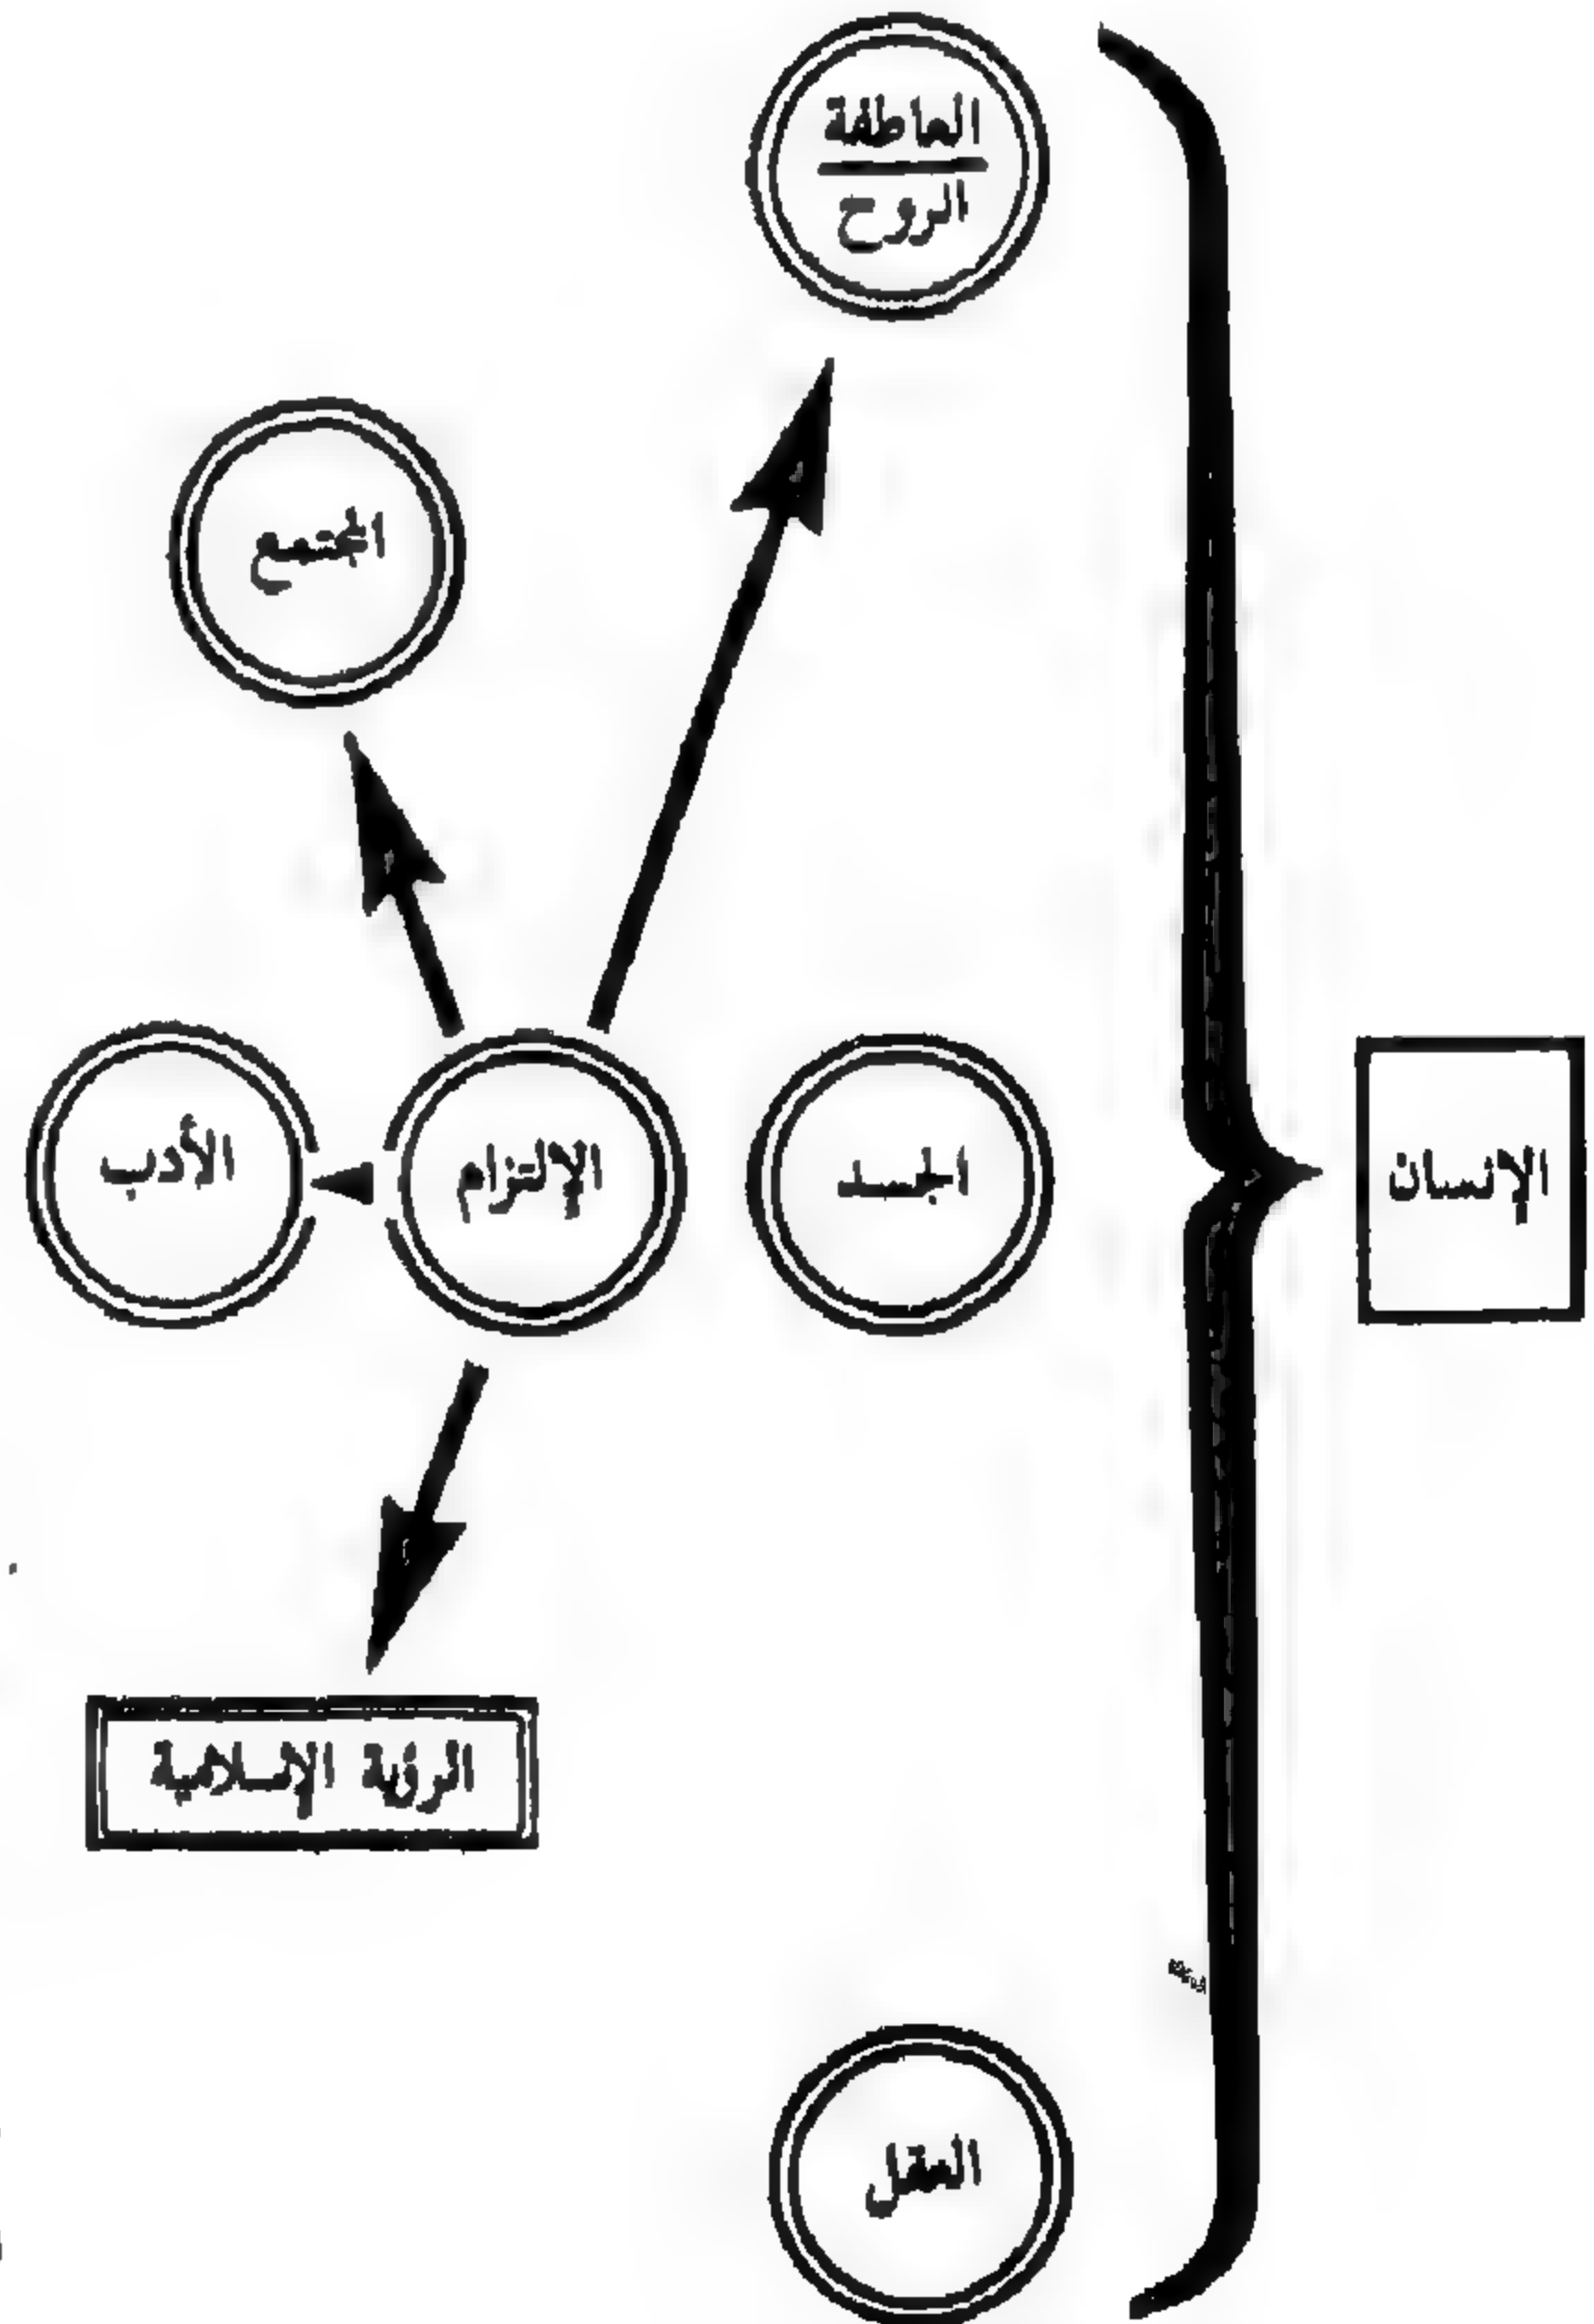 العاطفة
الروح
المجتمع
الإنسان
الجسد
الإلتزام
الأدب
الرؤية الإسلامية
العقل